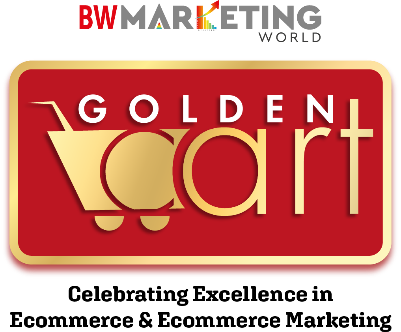 BWMARKETING
WORLD
GOLDEN
Cart
Celebrating Excellence in
Ecommerce & Ecommerce Marketing